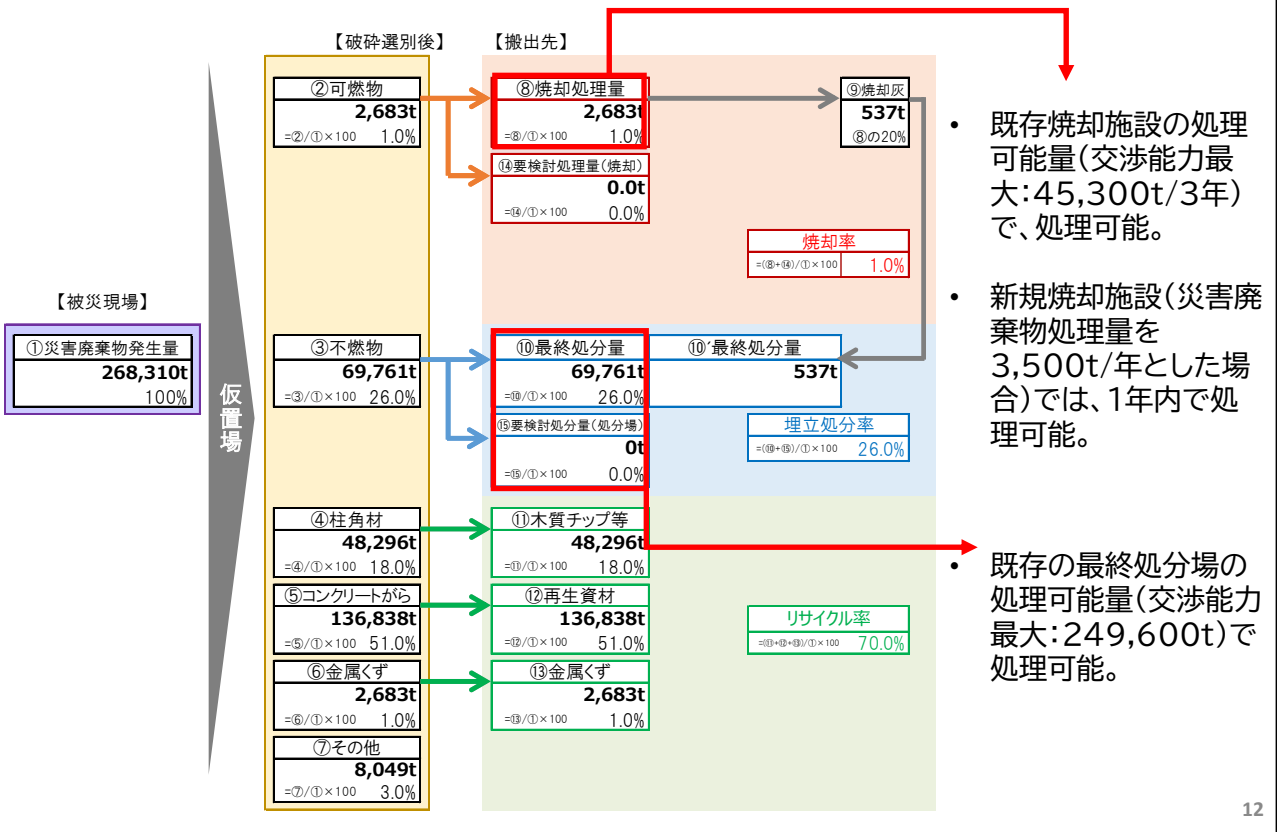 【破砕選別後】
【搬出先】
②可燃物
2,683t
=②/①×100 1.0%
⑧焼却処理量
2,683t
=⑧/①×100 1.0%
⑨焼却灰
537t
⑧の20%
⑭要検討処理量(焼却)
0.0t
=⑭/①×100 0.0%
焼却率
=(⑧+⑭)/①×100 1.0%
【被災現場】
①災害廃棄物発生量
268,310t
100%
仮置場
③不燃物
69,761t
=③/①×100 26.0%
⑩最終処分量
69,761t
=⑩/①×100 26.0%
⑩´最終処分量
537t
⑮要検討処分量(処分場)
0t
=⑮/①×100 0.0%
埋立処分率
=(⑩+⑮)/①×100 26.0%
④柱角材
48,296t
=④/①×100 18.0%
⑪木質チップ等
48,296t
=⑪/①×100 18.0%
⑤コンクリートがら
136,838t
=⑤/①×100 51.0%
⑫再生資材
136,838t
=⑫/①×100 51.0%
リサイクル率
=(⑪+⑫+⑬)/①×100 70.0%
⑥金属くず
2,683t
=⑥/①×100 1.0%
⑬金属くず
2,683t
=⑬/①×100 1.0%
⑦その他
8,049t
=⑦/①×100 3.0%
• 既存焼却施設の処理
可能量(交渉能力最
大:45,300t/3年)
で、処理可能。
• 新規焼却施設(災害廃
棄物処理量を
3,500t/年とした場
合)では、1年内で処
理可能。
• 既存の最終処分場の
処理可能量(交渉能力
最大:249,600t)で
処理可能。
12